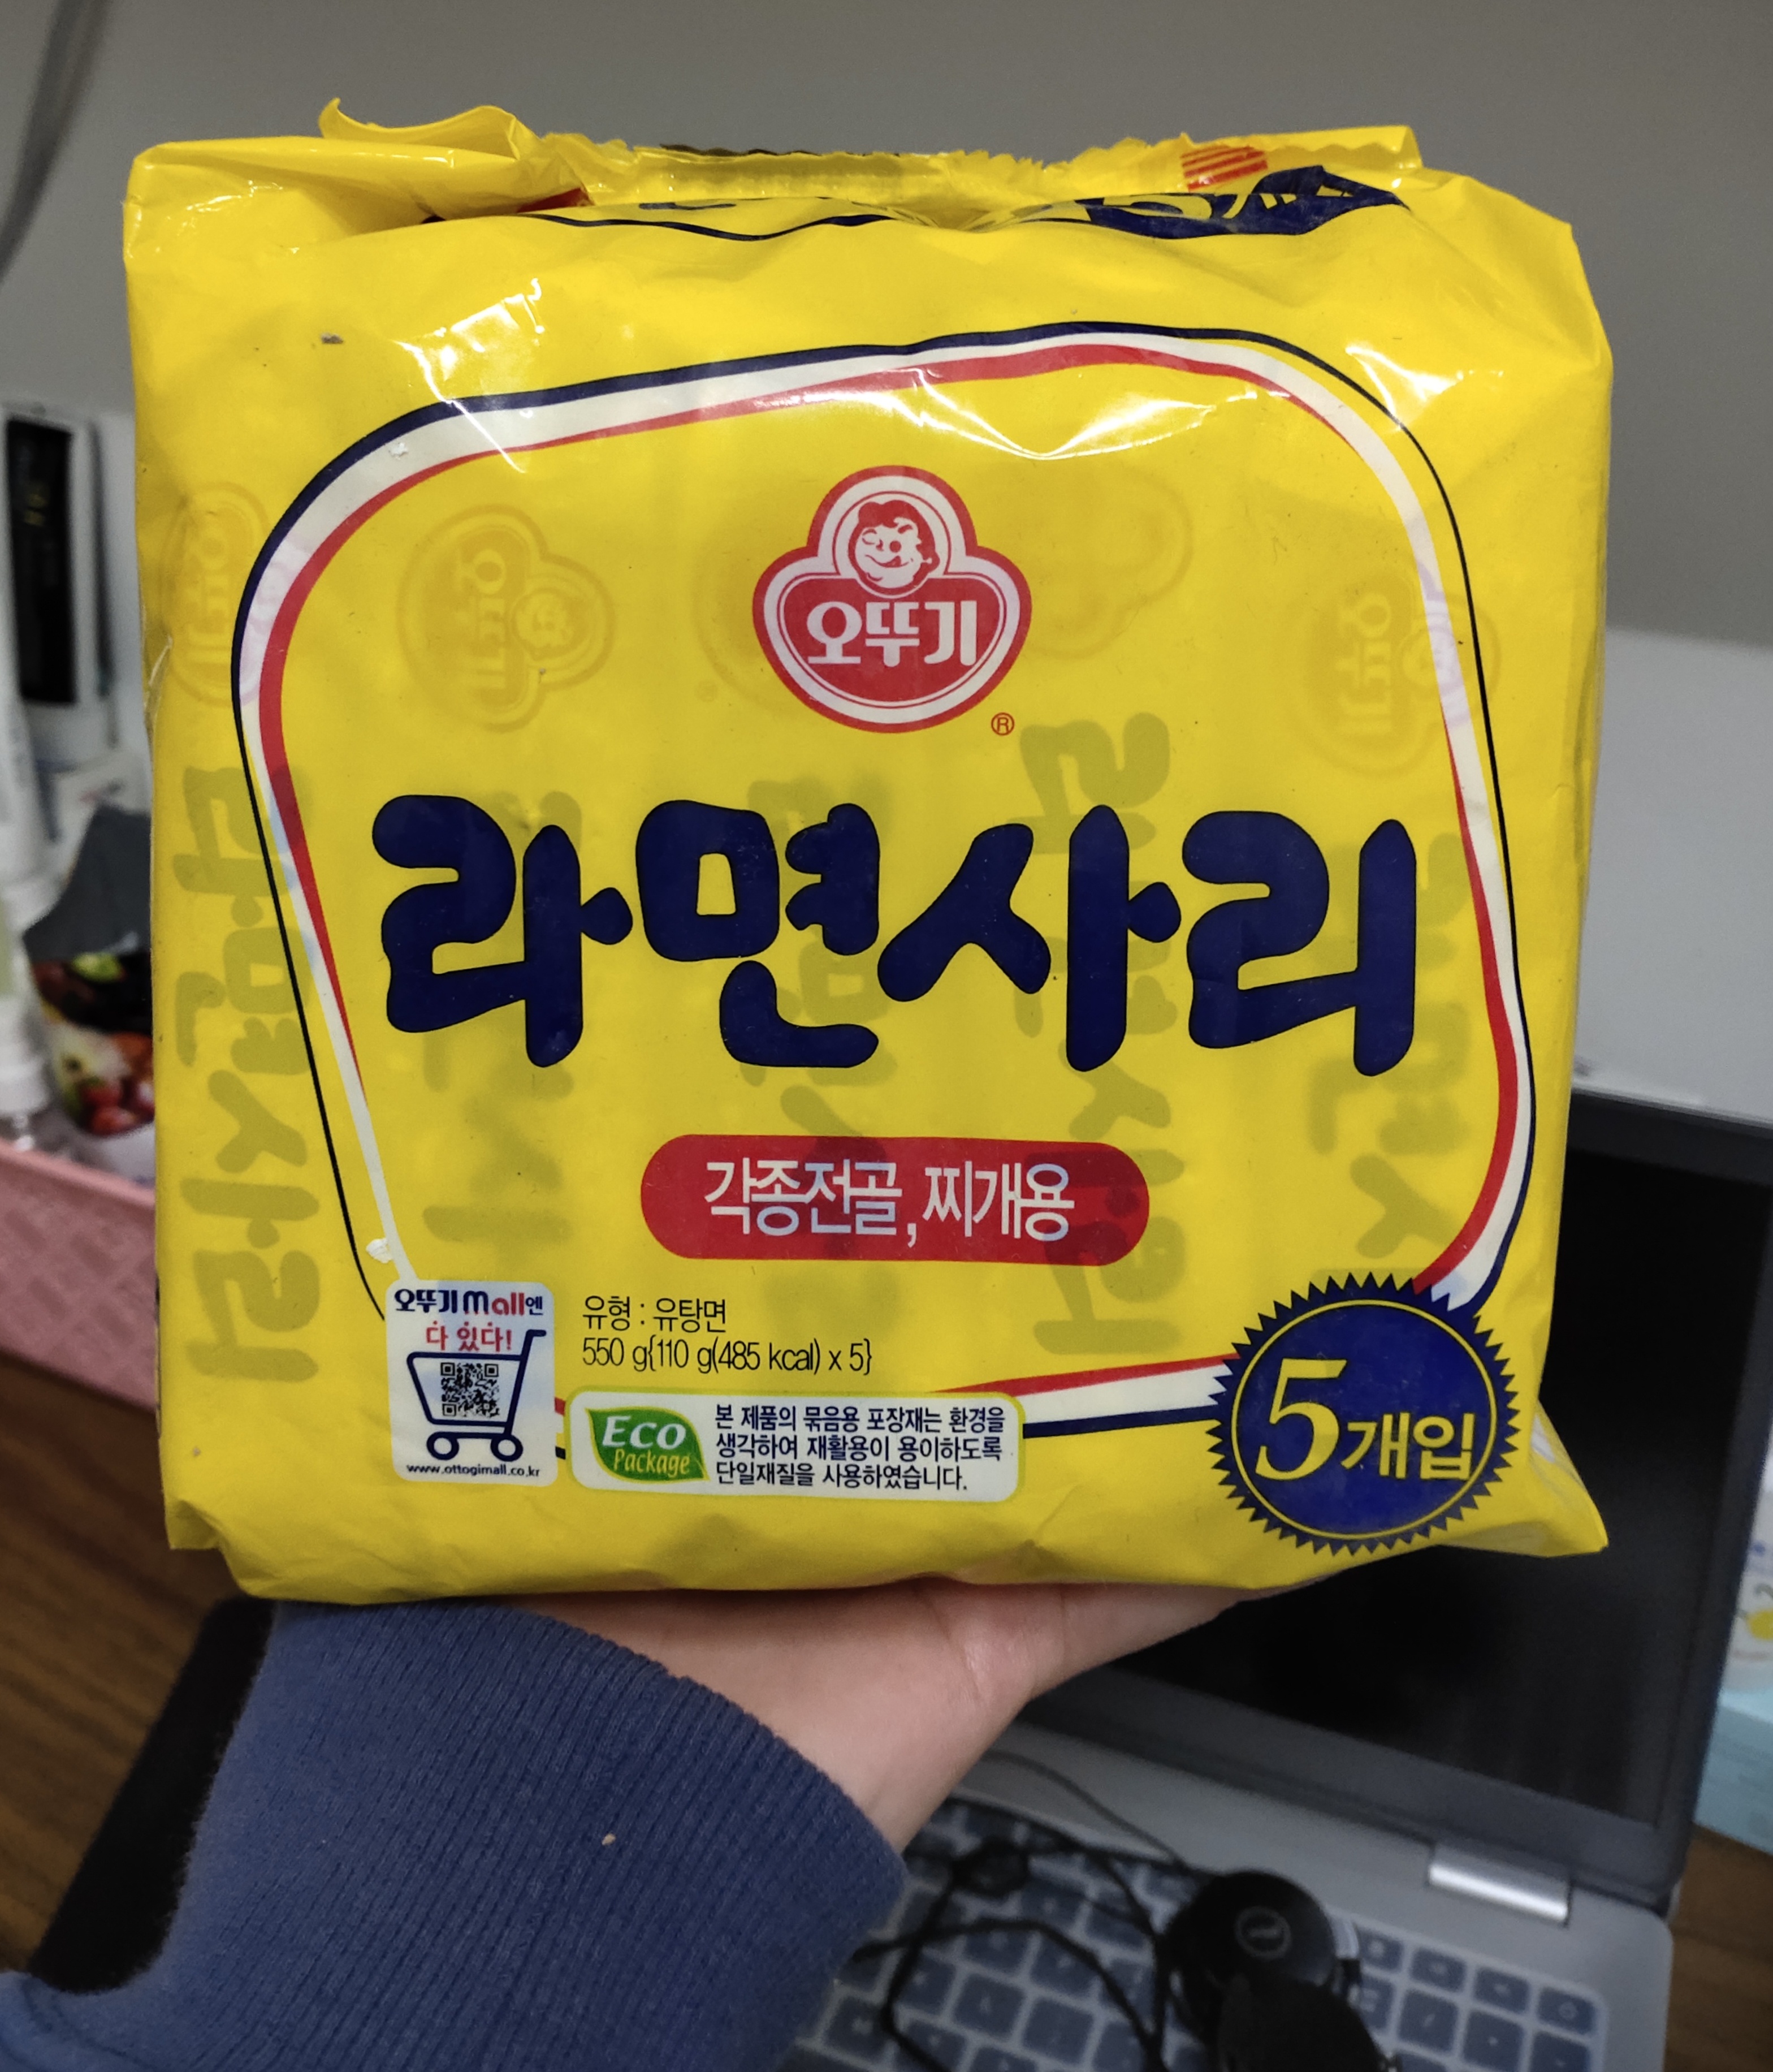 오뚜기
®
라면사리
각종전골, 찌개용
오뚜기mall엔
다 있다!
www.ottogimall.co.kr
유형 : 유탕면
550 g{110 g(485 kcal) x 5}
Eco
Package
본 제품의 묶음용 포장재는 환경을
생각하여 재활용이 용이하도록
단일재질을 사용하였습니다.
5개입